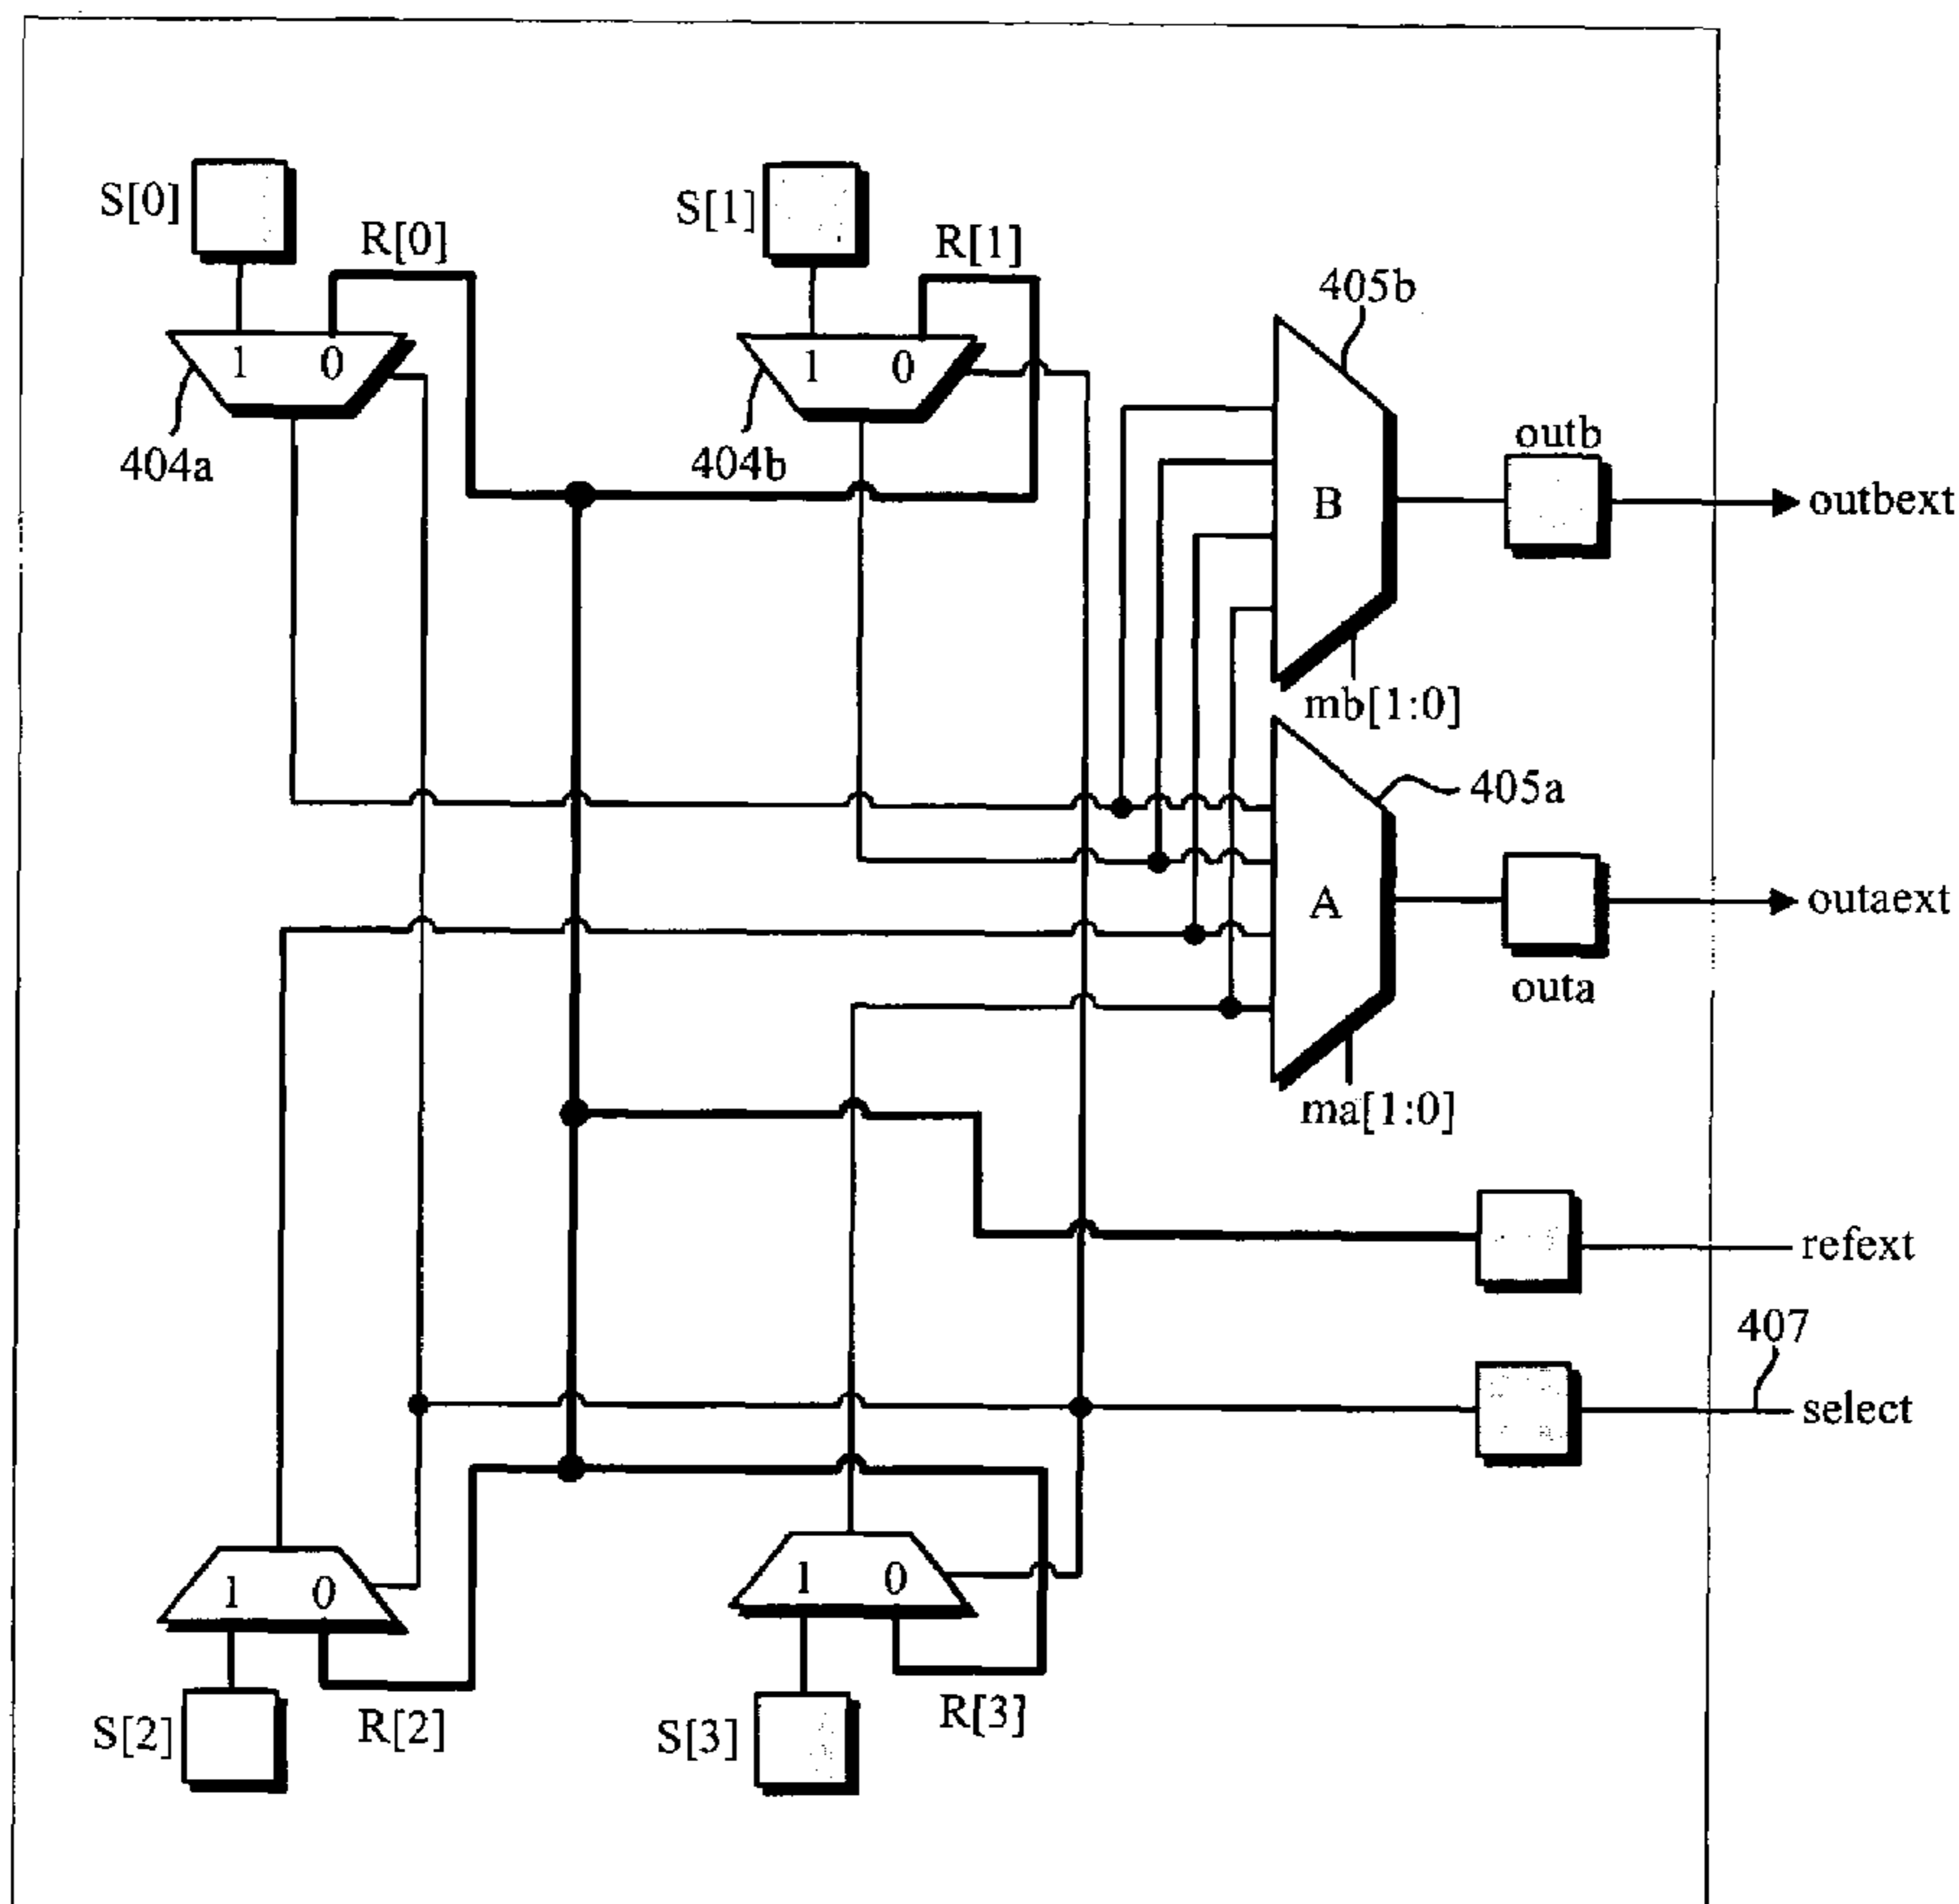 S[0]
R[0]
S[1]
R[1]
1 0
404a
1 0
404b
405b
B
mb[1:0]
outb
outbext
405a
A
ma[1:0]
outa
outaext
refext
407
select
1 0
S[2]
R[2]
1 0
S[3]
R[3]